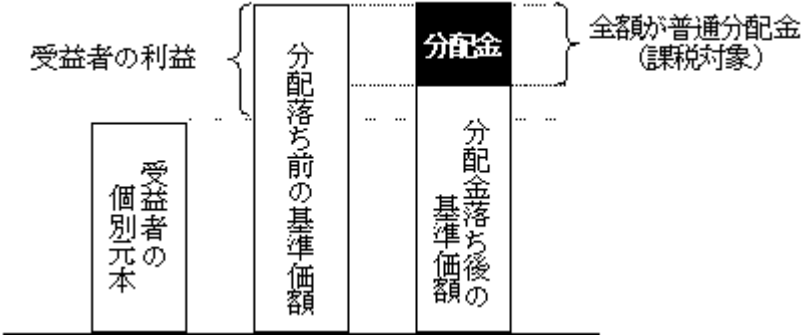 受益者の利益
分配落ち前の基準価額
分配金
全額が普通分配金
（課税対象）
受益者の
個別元本
分配金落ち後の
基準価額